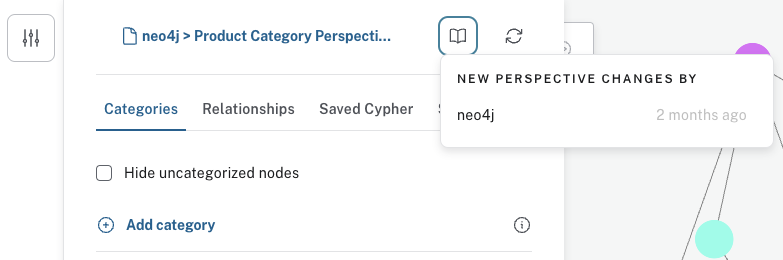 neo4j > Product Category Perspecti...
NEW PERSPECTIVE CHANGES BY
neo4j 2 months ago
Categories Relationships Saved Cypher
Hide uncategorized nodes
Add category